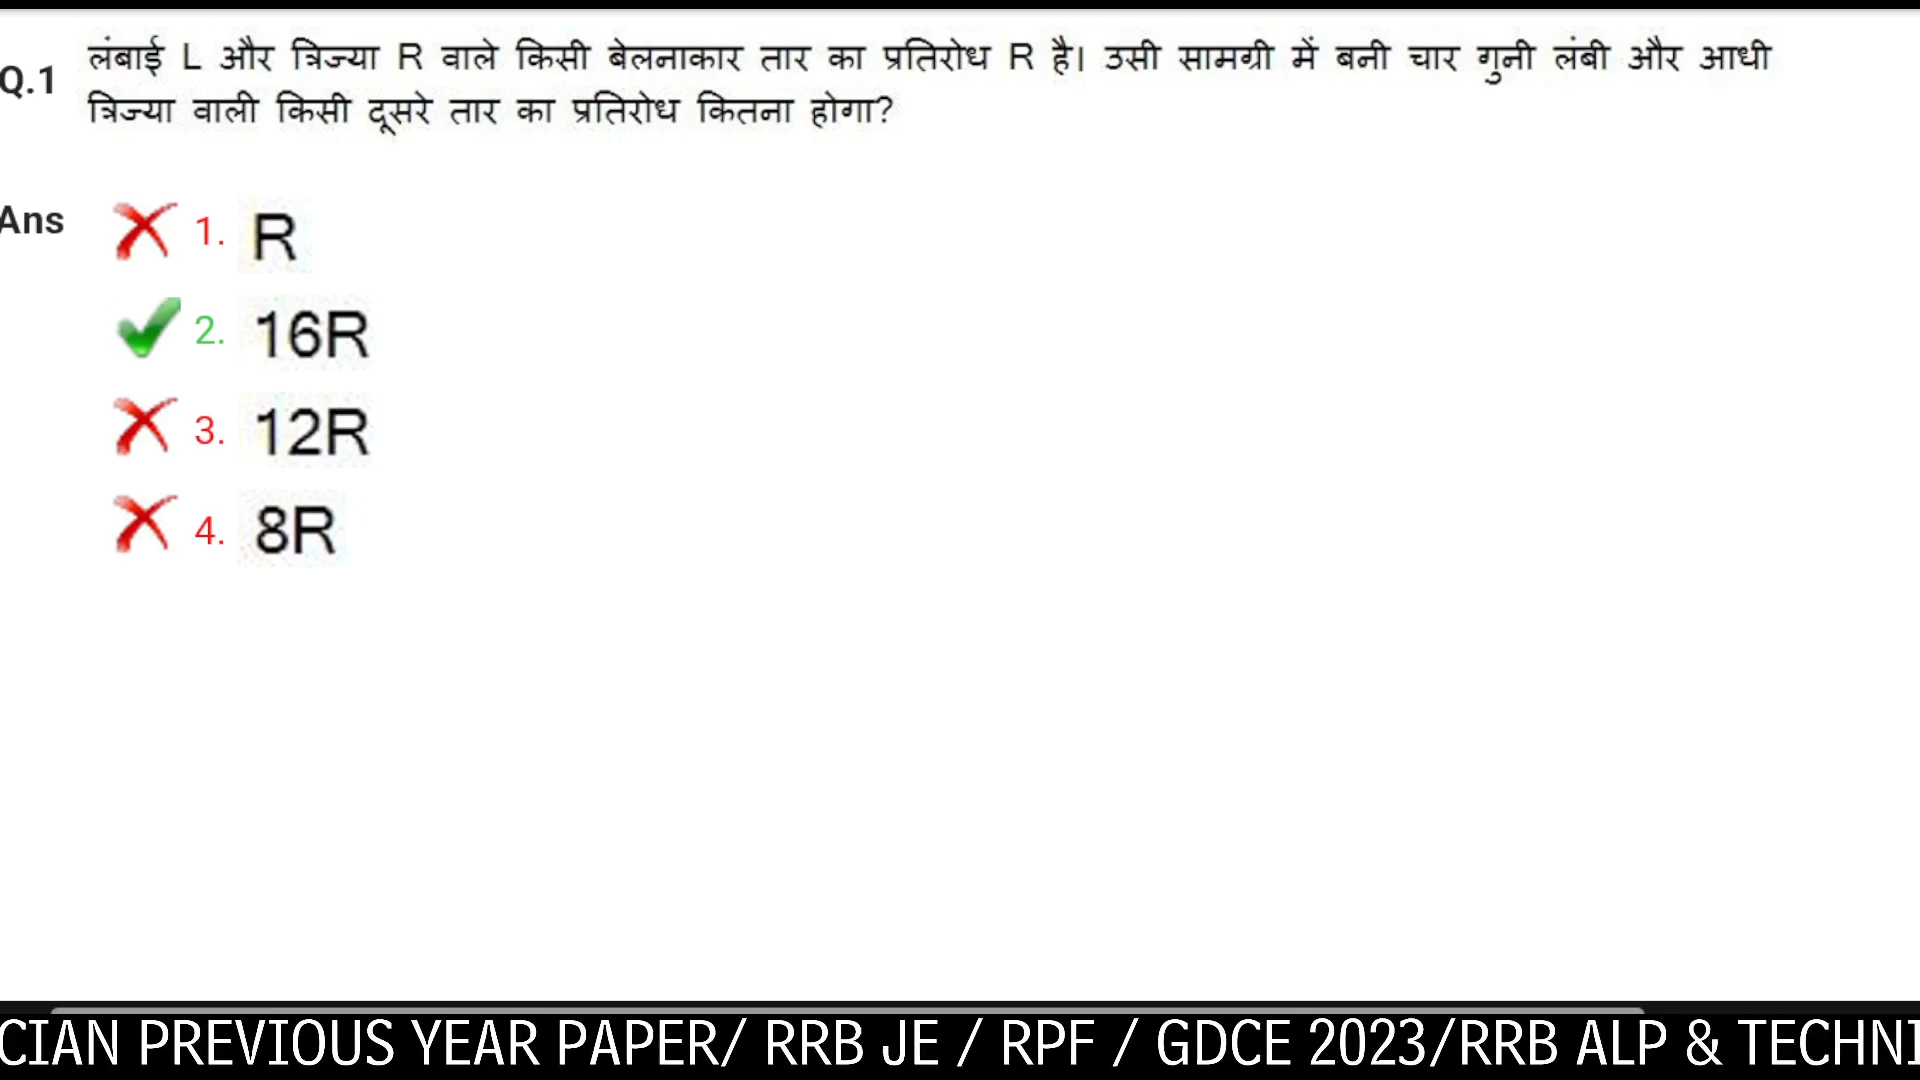 Q.1 लंबाई L और त्रिज्या R वाले किसी बेलनाकार तार का प्रतिरोध R है। उसी सामग्री में बनी चार गुनी लंबी और आधी
त्रिज्या वाली किसी दूसरे तार का प्रतिरोध कितना होगा?
Ans 1. R
2. 16R
3. 12R
4. 8R
CIAN PREVIOUS YEAR PAPER/ RRB JE / RPF / GDCE 2023/RRB ALP & TECHNI